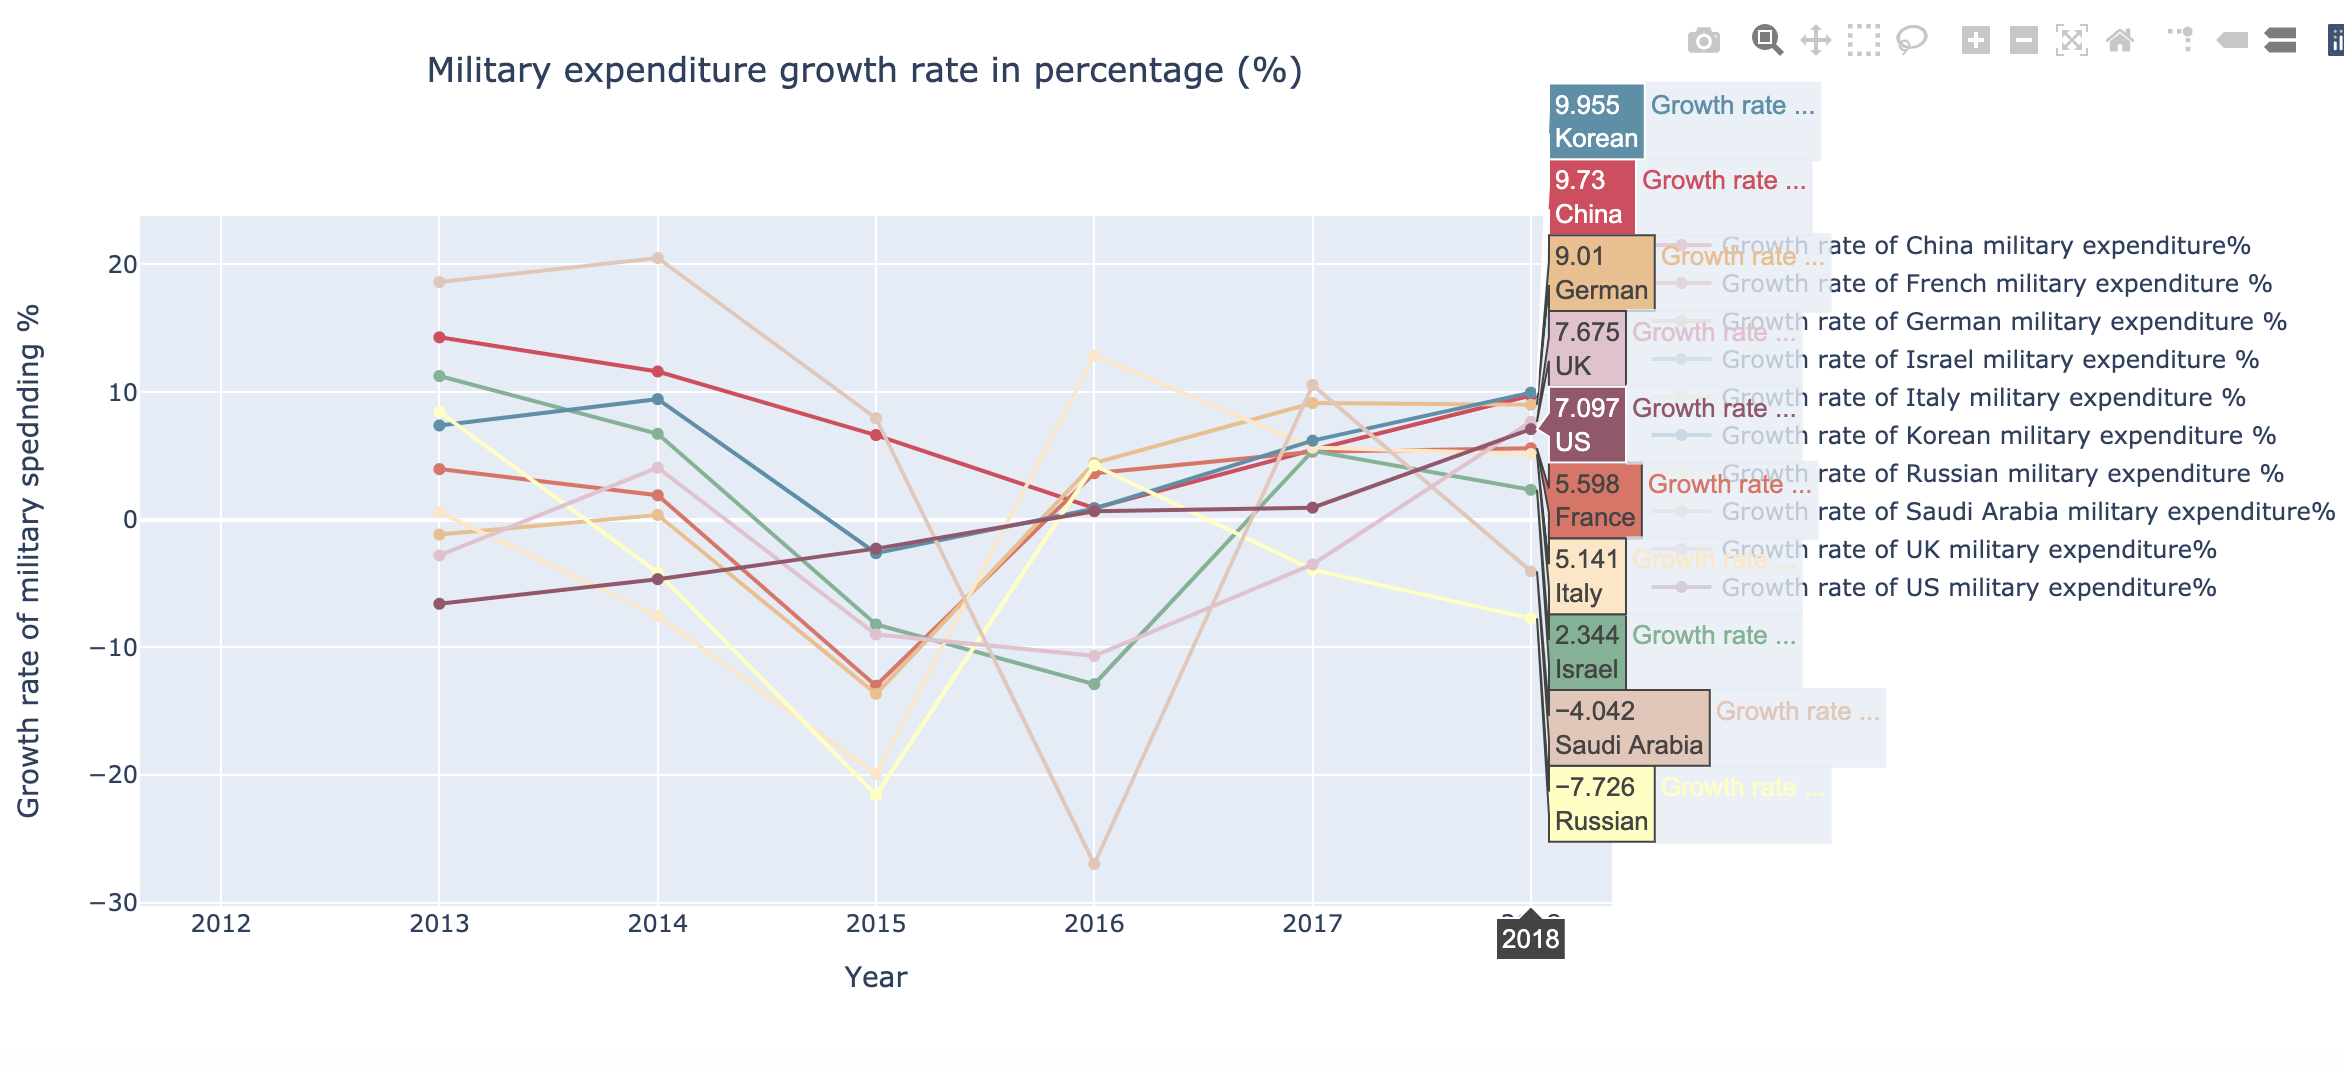 Military expenditure growth rate in percentage (%)
9.955 Growth rate ...
Korean
9.73 Growth rate ...
China
9.01 Growth rate ...
German
7.675 Growth rate ...
UK
7.097 Growth rate ...
US
5.598 Growth rate ...
France
5.141 Growth rate ...
Italy
2.344 Growth rate ...
Israel
−4.042 Growth rate ...
Saudi Arabia
−7.726 Growth rate ...
Russian
Growth rate of China military expenditure%
Growth rate of French military expenditure %
Growth rate of German military expenditure %
Growth rate of Israel military expenditure %
Growth rate of Italy military expenditure %
Growth rate of Korean military expenditure %
Growth rate of Russian military expenditure %
Growth rate of Saudi Arabia military expenditure%
Growth rate of UK military expenditure%
Growth rate of US military expenditure%
Growth rate of military spednding %
20
10
0
−10
−20
−30
2012 2013 2014 2015 2016 2017
2018
Year